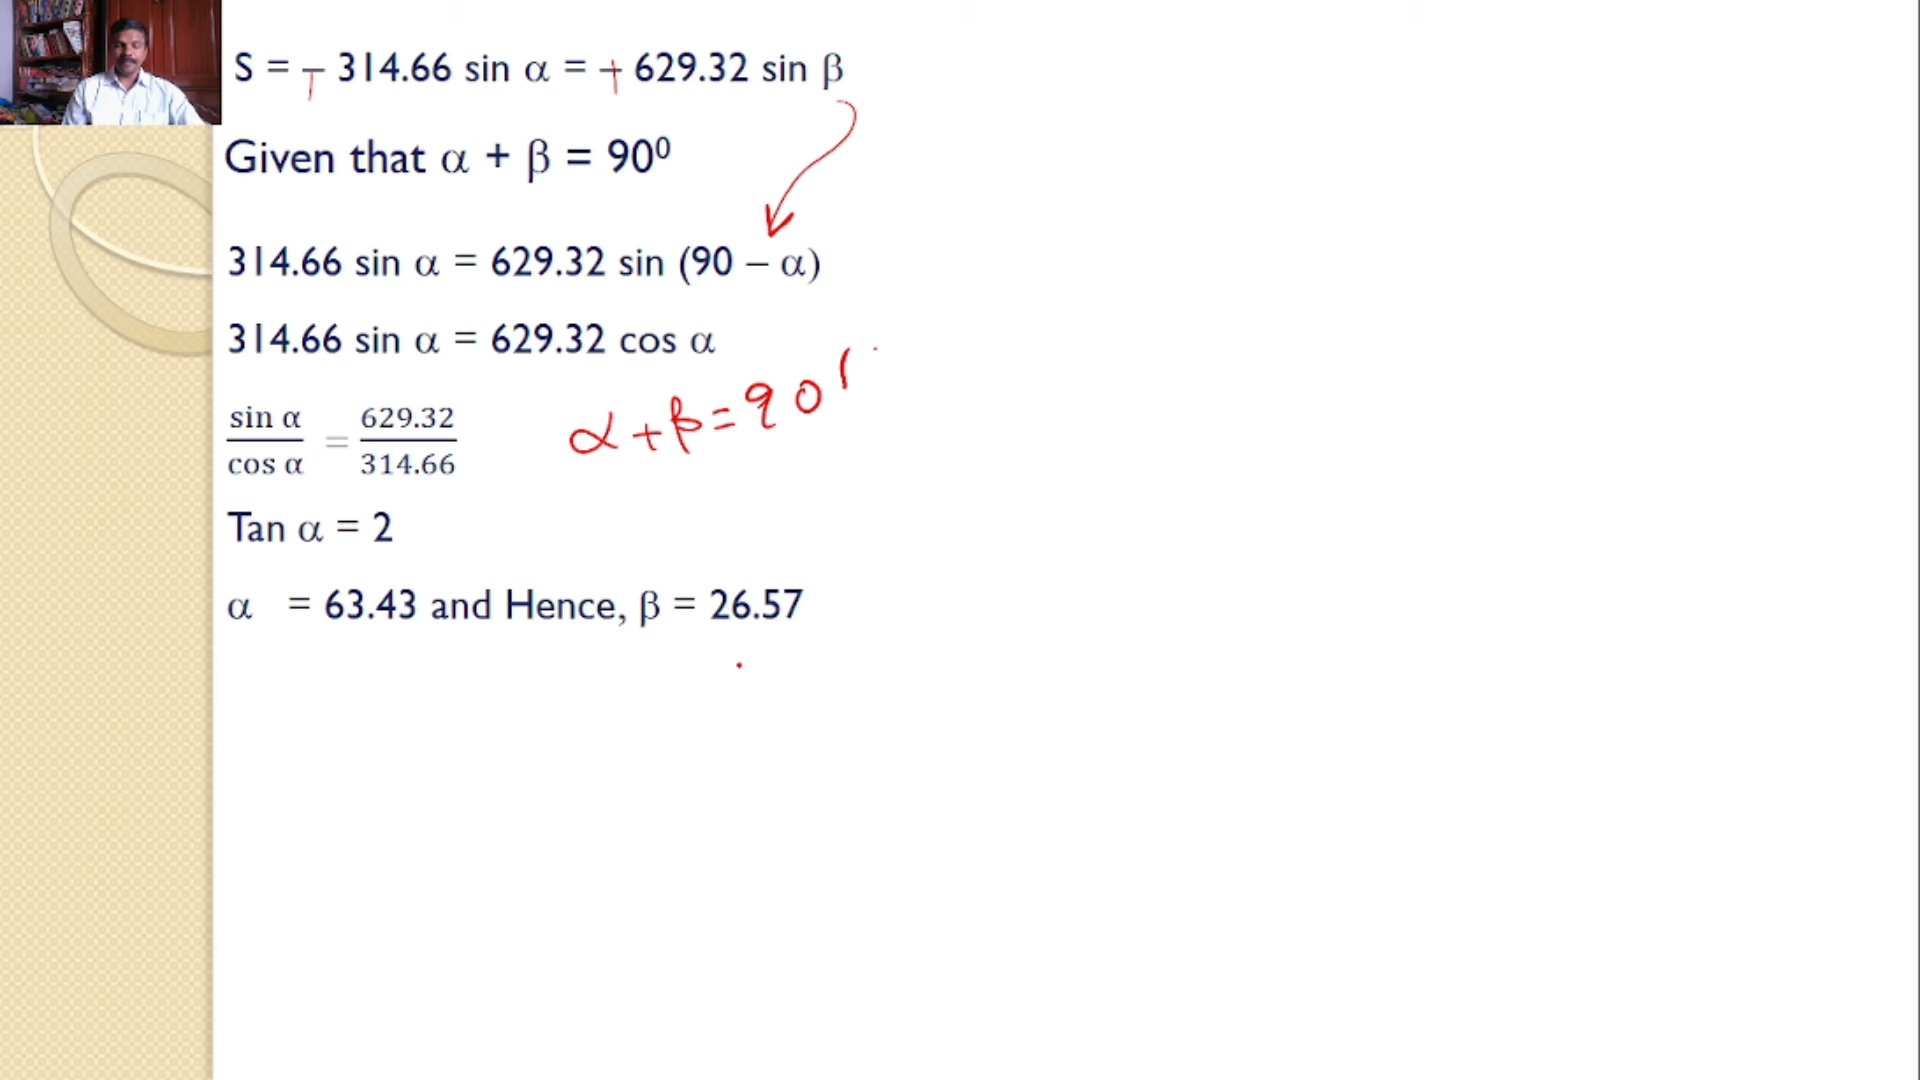 S = – 314.66 sin α = – 629.32 sin β
Given that α + β = 90⁰
314.66 sin α = 629.32 sin (90 – α)
314.66 sin α = 629.32 cos α
α + β = 90
sin α / cos α = 629.32 / 314.66
Tan α = 2
α = 63.43 and Hence, β = 26.57